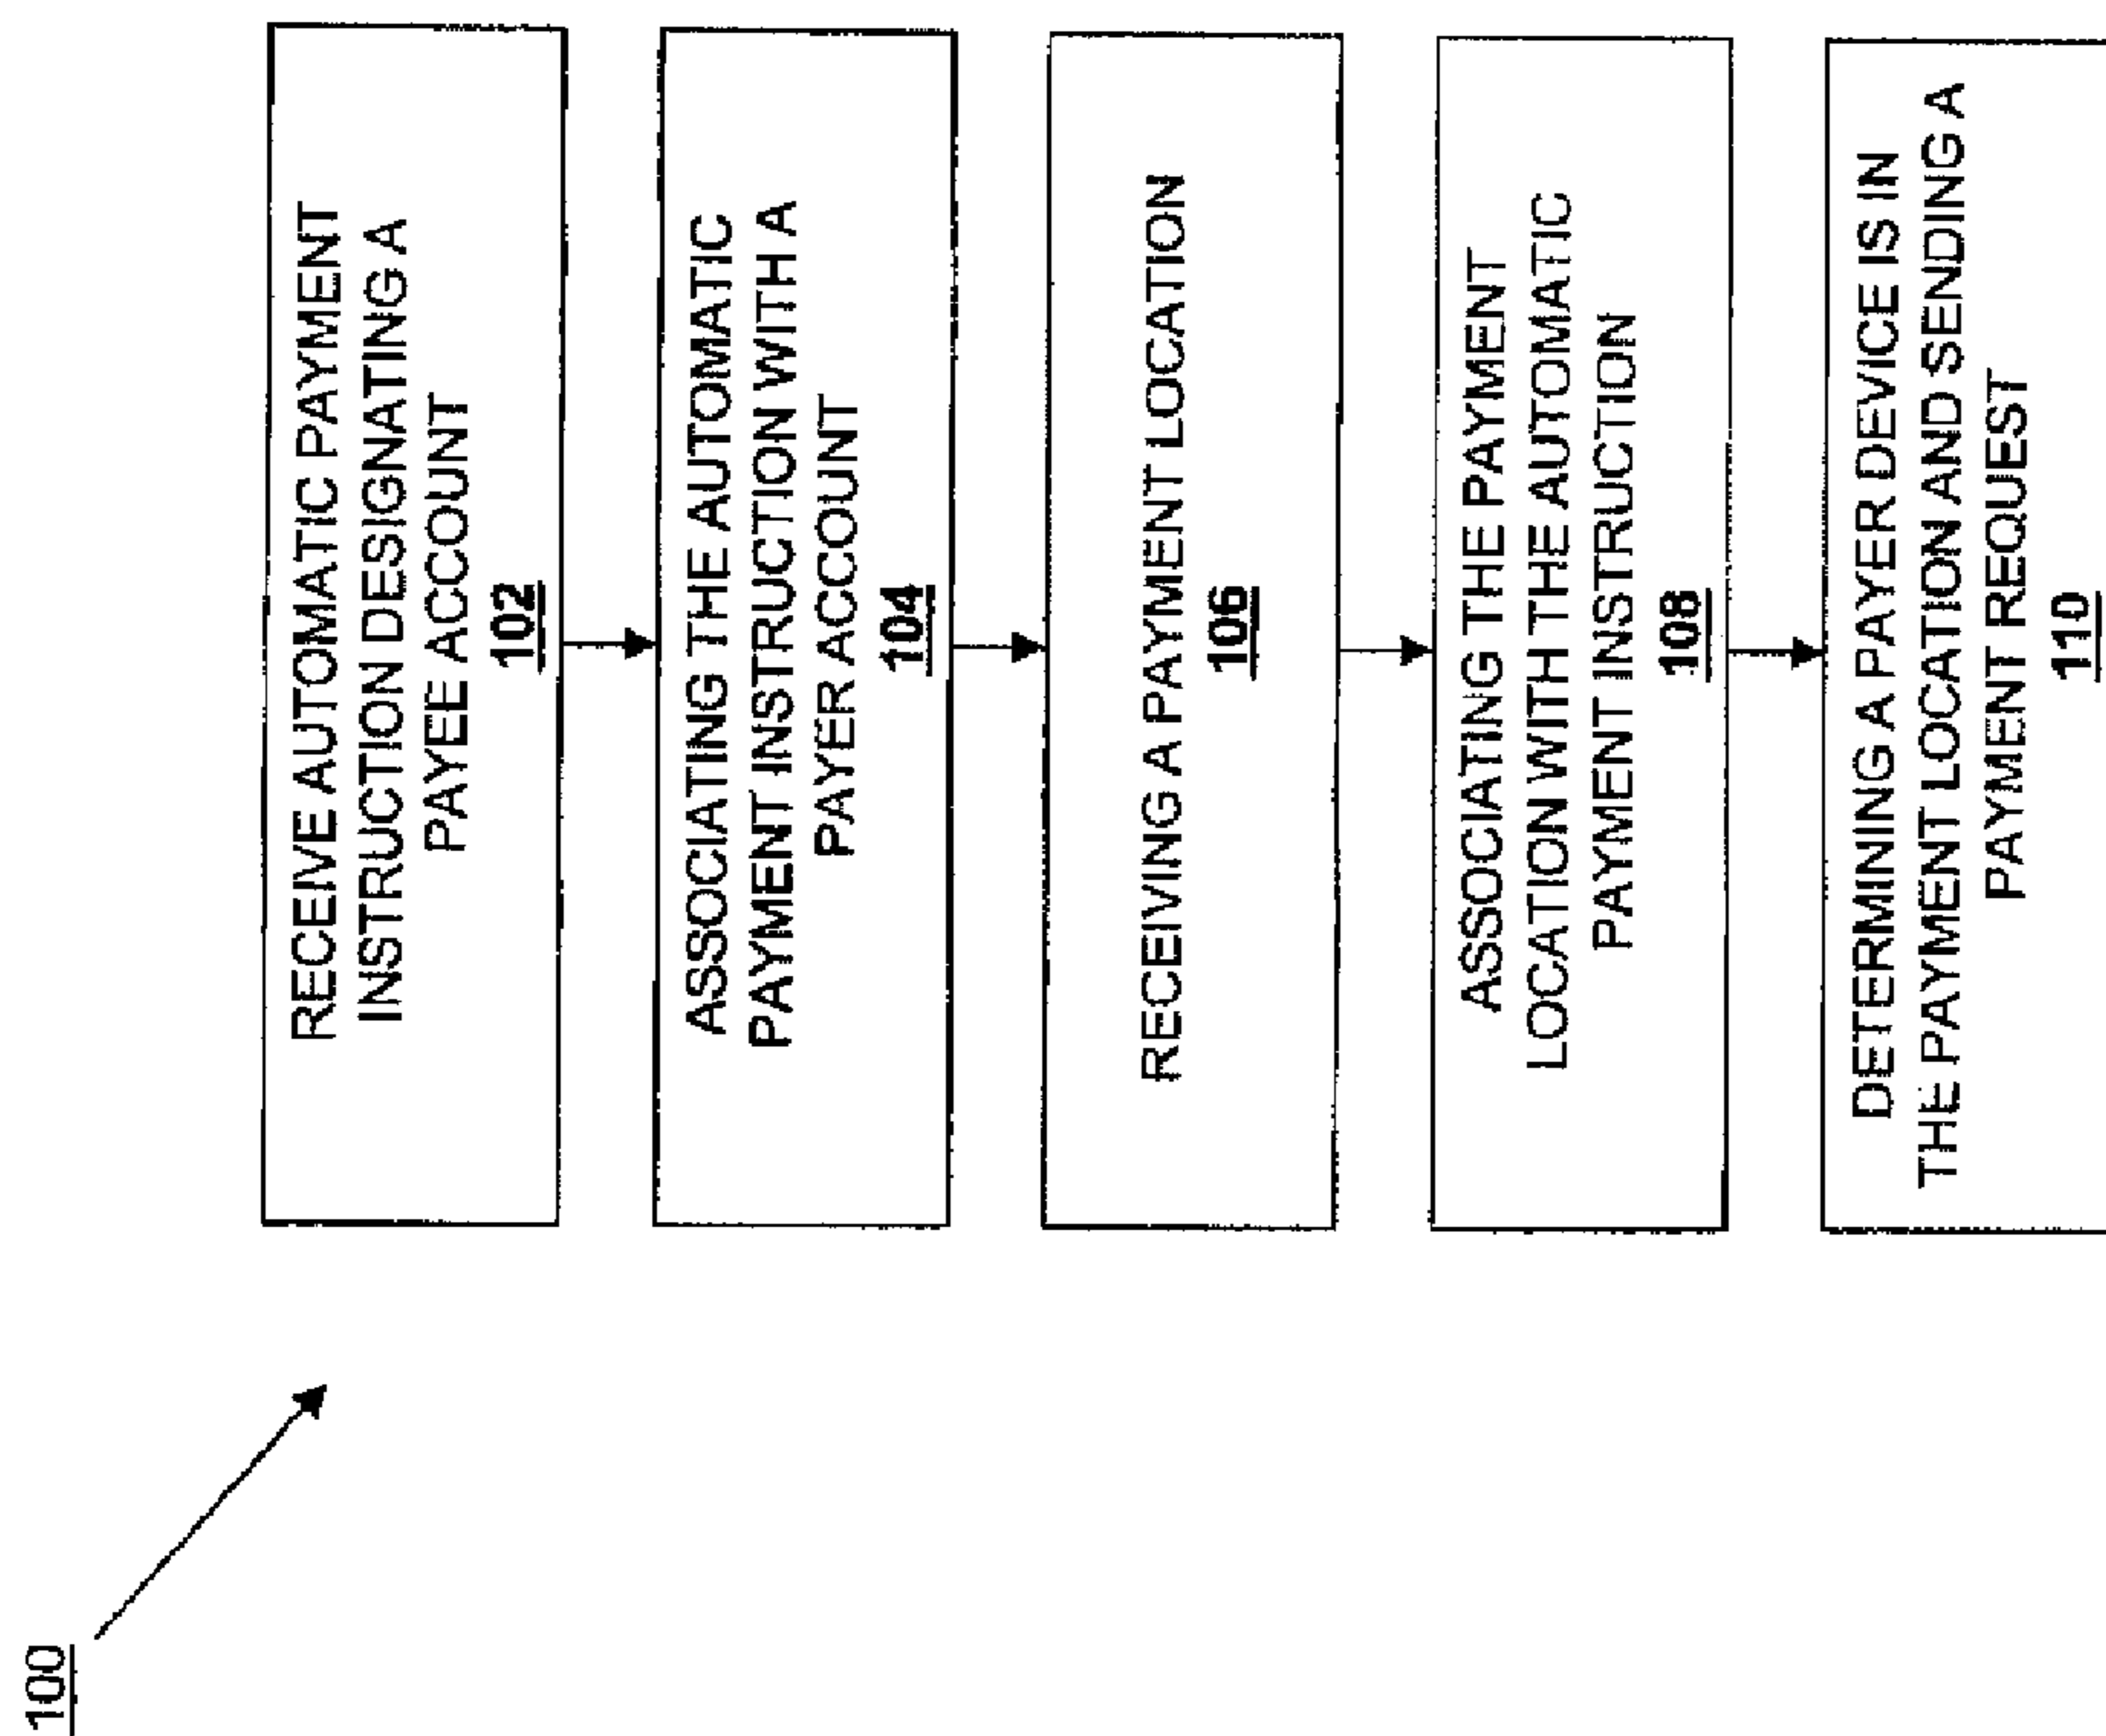 100
RECEIVE AUTOMATIC PAYMENT
INSTRUCTION DESIGNATING A
PAYEE ACCOUNT
102
ASSOCIATING THE AUTOMATIC
PAYMENT INSTRUCTION WITH A
PAYER ACCOUNT
104
RECEIVING A PAYMENT LOCATION
106
ASSOCIATING THE PAYMENT
LOCATION WITH THE AUTOMATIC
PAYMENT INSTRUCTION
108
DETERMINING A PAYER DEVICE IS IN
THE PAYMENT LOCATION AND SENDING A
PAYMENT REQUEST
110